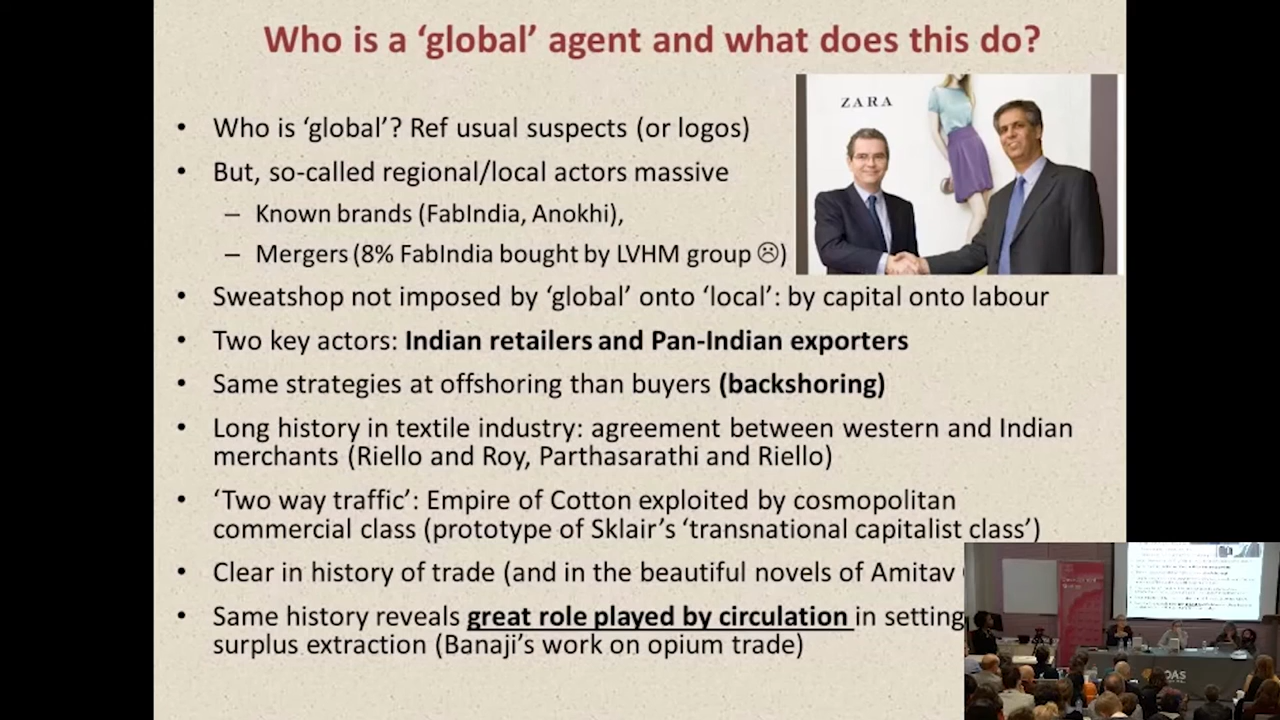 Who is a ‘global’ agent and what does this do?
ZARA
• Who is ‘global’? Ref usual suspects (or logos)
• But, so-called regional/local actors massive
– Known brands (FabIndia, Anokhi),
– Mergers (8% FabIndia bought by LVHM group ☹)
• Sweatshop not imposed by ‘global’ onto ‘local’: by capital onto labour
• Two key actors: Indian retailers and Pan-Indian exporters
• Same strategies at offshoring than buyers (backshoring)
• Long history in textile industry: agreement between western and Indian
merchants (Riello and Roy, Parthasarathi and Riello)
• ‘Two way traffic’: Empire of Cotton exploited by cosmopolitan
commercial class (prototype of Sklair’s ‘transnational capitalist class’)
• Clear in history of trade (and in the beautiful novels of Amitav
• Same history reveals great role played by circulation in setting
surplus extraction (Banaji’s work on opium trade)